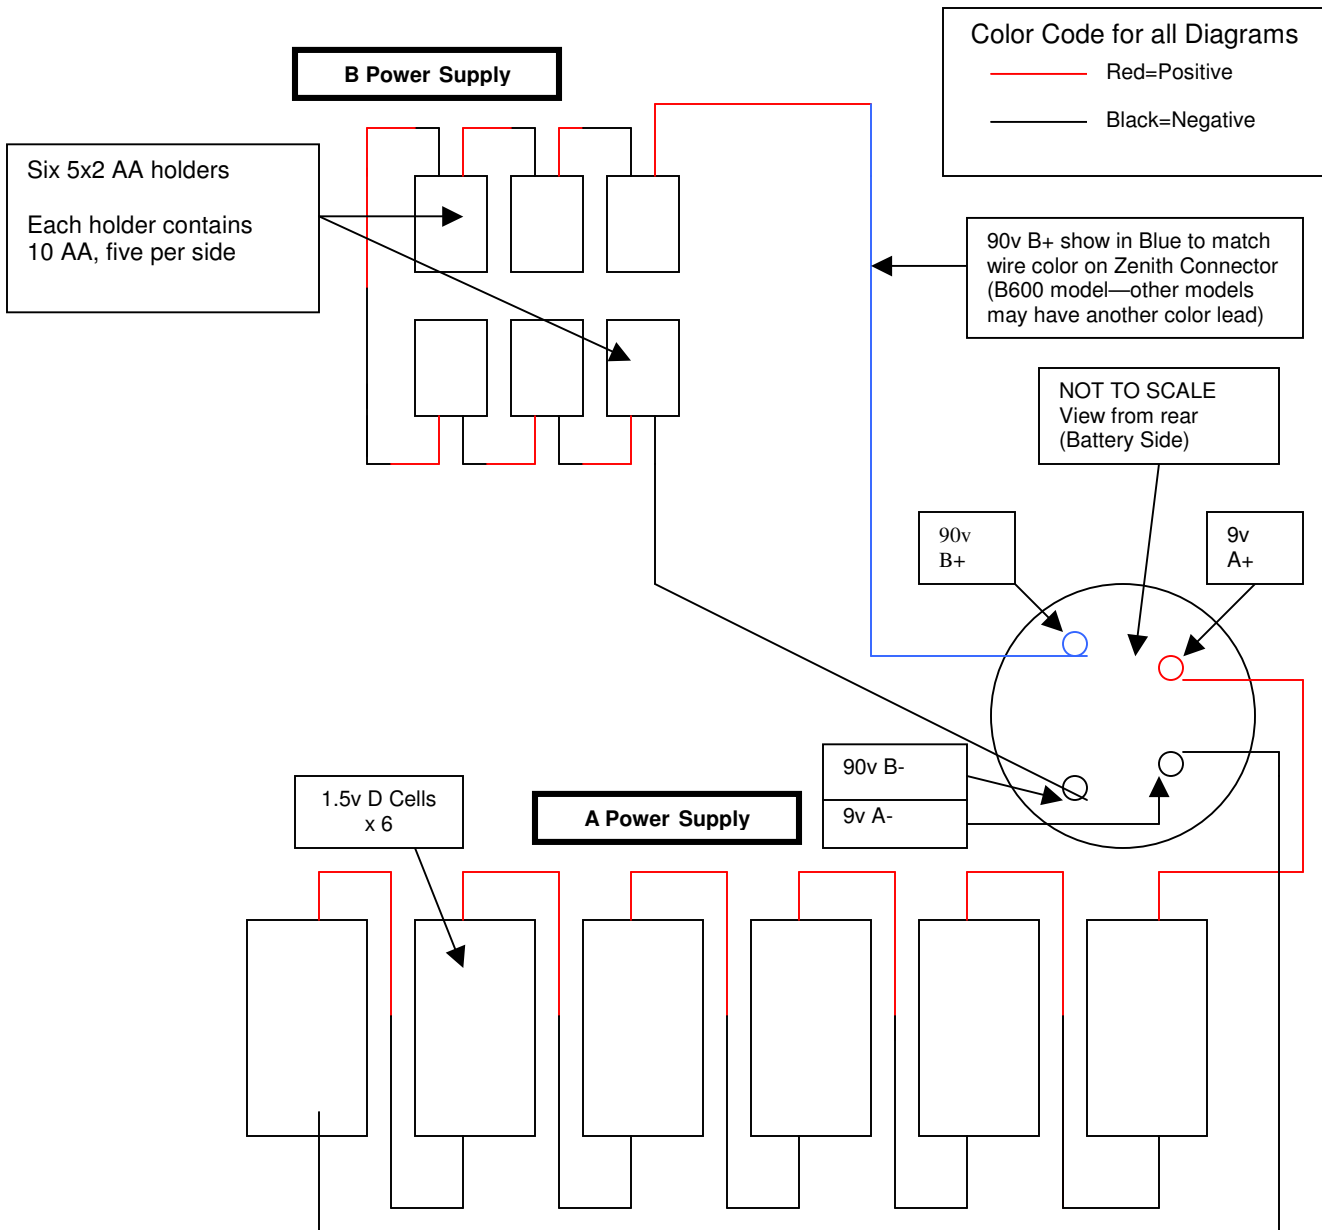 Color Code for all Diagrams
Red=Positive
Black=Negative
B Power Supply
Six 5x2 AA holders
Each holder contains
10 AA, five per side
90v B+ show in Blue to match
wire color on Zenith Connector
(B600 model—other models
may have another color lead)
NOT TO SCALE
View from rear
(Battery Side)
90v
B+
9v
A+
90v B-
9v A-
1.5v D Cells
x 6
A Power Supply